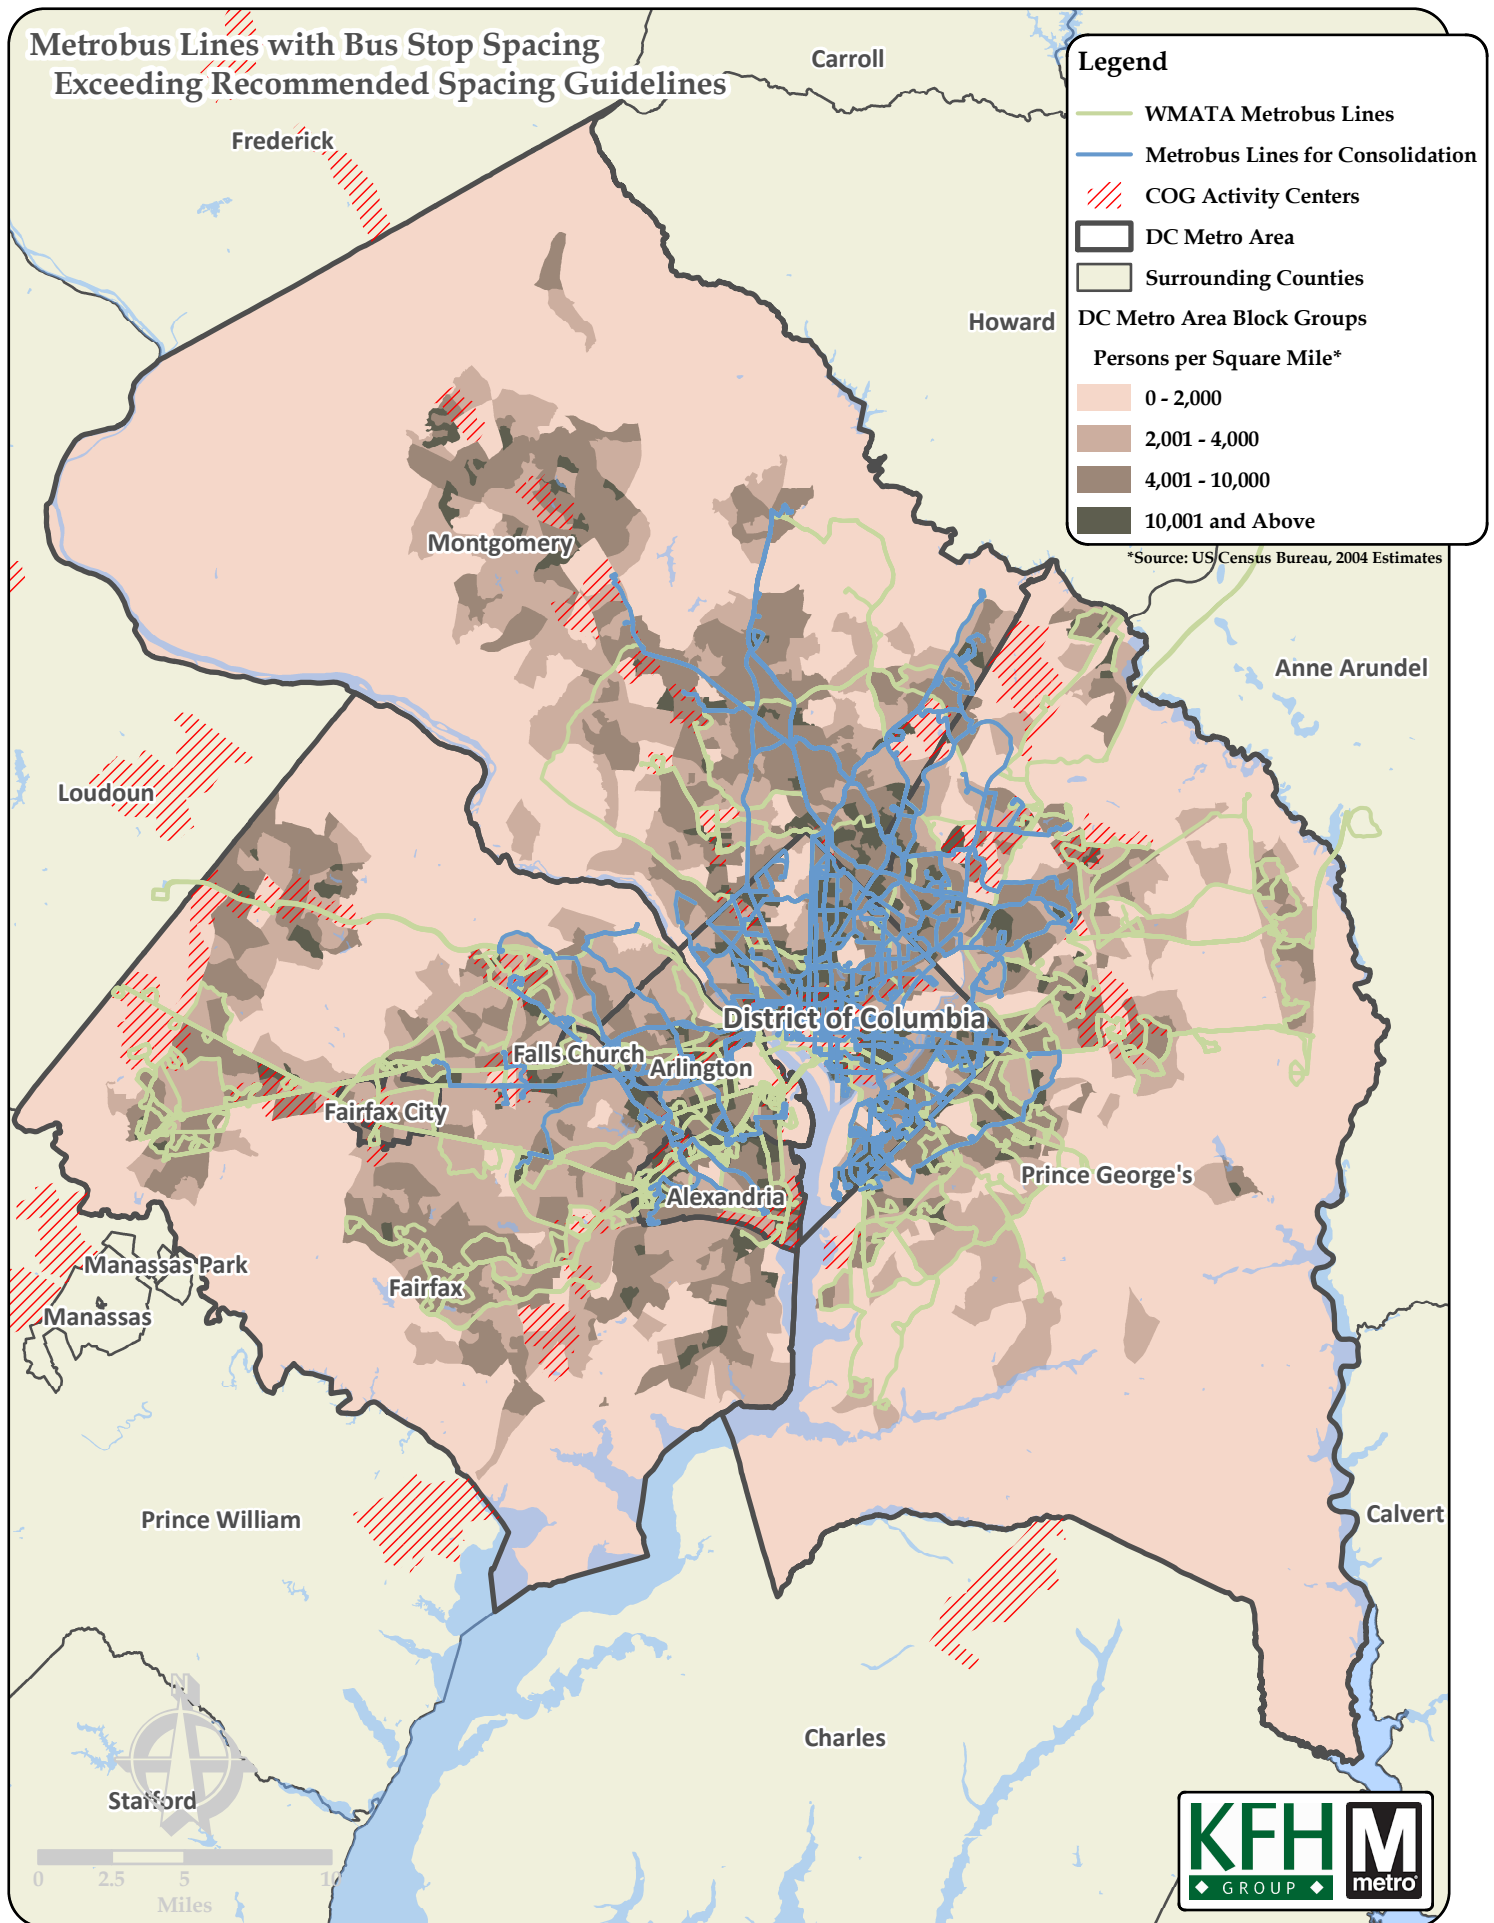 Metrobus Lines with Bus Stop Spacing
Exceeding Recommended Spacing Guidelines
Legend
WMATA Metrobus Lines
Metrobus Lines for Consolidation
COG Activity Centers
DC Metro Area
Surrounding Counties
DC Metro Area Block Groups
Persons per Square Mile*
0 - 2,000
2,001 - 4,000
4,001 - 10,000
10,001 and Above
*Source: US Census Bureau, 2004 Estimates
Carroll
Frederick
Howard
Montgomery
Anne Arundel
Loudoun
District of Columbia
Falls Church
Arlington
Fairfax City
Prince George's
Alexandria
Manassas Park
Fairfax
Manassas
Prince William
Calvert
Charles
Stafford
N
0 2.5 5 10
Miles
KFH
GROUP
M
metro